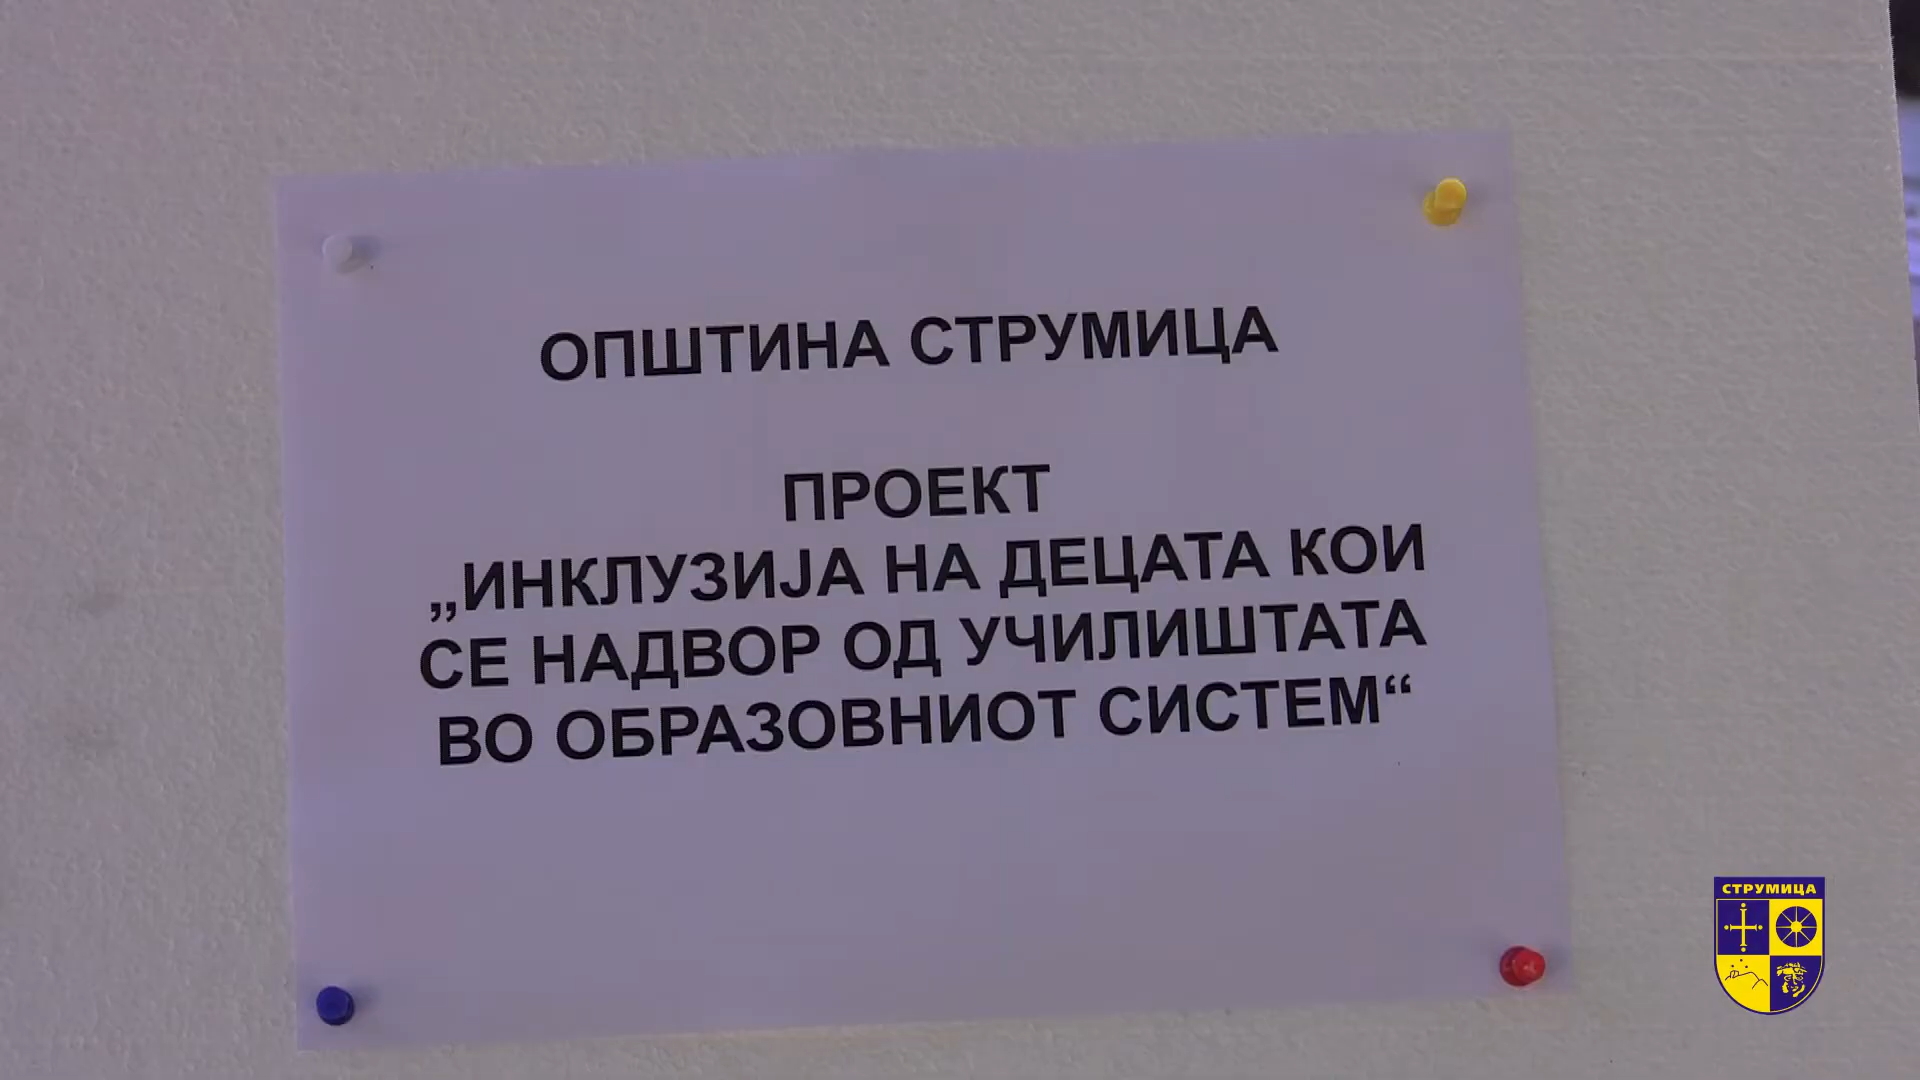 ОПШТИНА СТРУМИЦА
ПРОЕКТ
„ИНКЛУЗИЈА НА ДЕЦАТА КОИ
СЕ НАДВОР ОД УЧИЛИШТАТА
ВО ОБРАЗОВНИОТ СИСТЕМ“
СТРУМИЦА